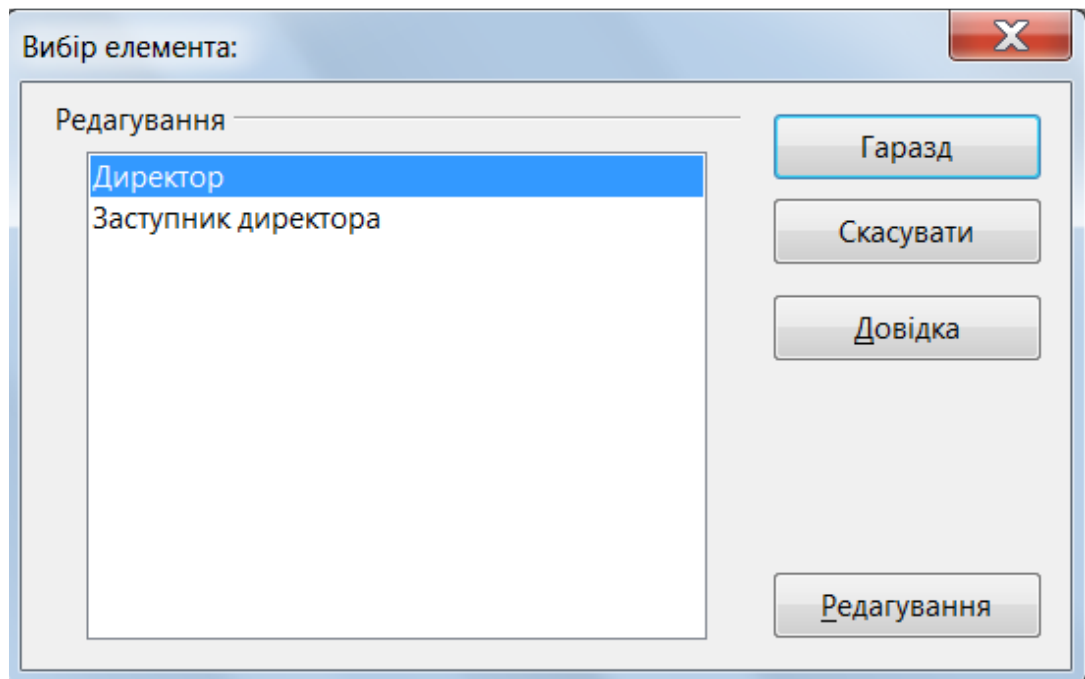 Вибір елемента:
Редагування
Директор
Заступник директора
Гаразд
Скасувати
Довідка
Редагування